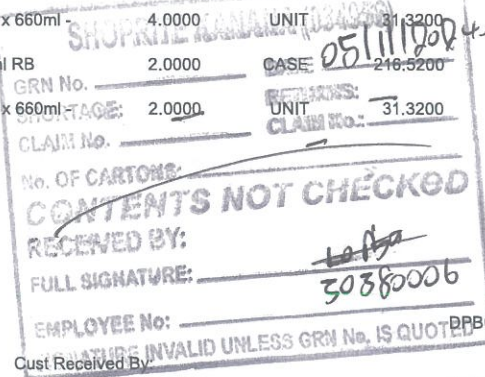 x 660ml - 4.0000 UNIT 31.3200
SHOPRITE
05/11/2024
l RB 2.0000 CASE 216.5200
GRN No.
x 660ml - 2.0000 UNIT 31.3200
SHORTAGE: RETURNS:
CLAIM No. CLAIM No.:
No. OF CARTONS:
CONTENTS NOT CHECKED
RECEIVED BY:
FULL SIGNATURE:
50380006
EMPLOYEE No:
SIGNATURE INVALID UNLESS GRN No. IS QUOTED
DPB
Cust Received By: